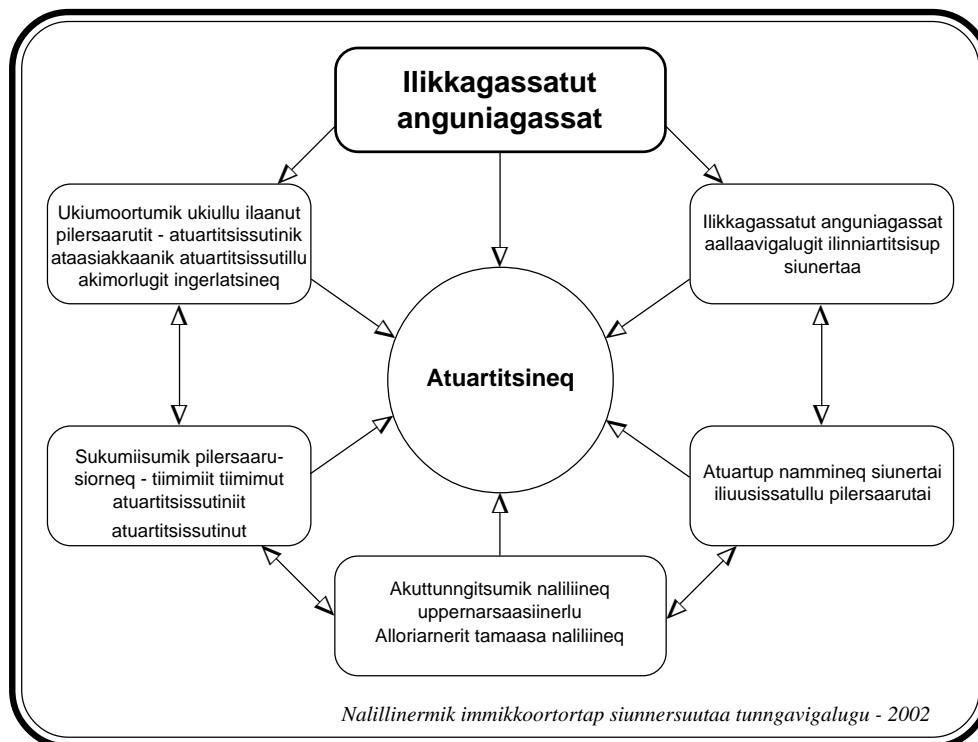 Ilikkagassatut
anguniagassat
Ukiumoortumik ukiullu ilaanut
pilersaarutit - atuartitsissutinik
ataasiakkaanik atuartitsissutillu
akimorlugit ingerlatsineq
Ilikkagassatut anguniagassat
aallaavigalugit ilinniartitsisup
siunertaa
Atuartitsineq
Sukumiisumik pilersaaru-
siorneq - tiimimiit tiimimut
atuartitsissutiniit
atuartitsissutinut
Atuartup nammineq siunertai
iliuusissatullu pilersaarutai
Akuttunngitsumik naliliineq
uppernarsaasiinerlu
Alloriarnerit tamaasa naliliineq
Nalillinermik immikkoortortap siunnersuutaa tunngavigalugu - 2002